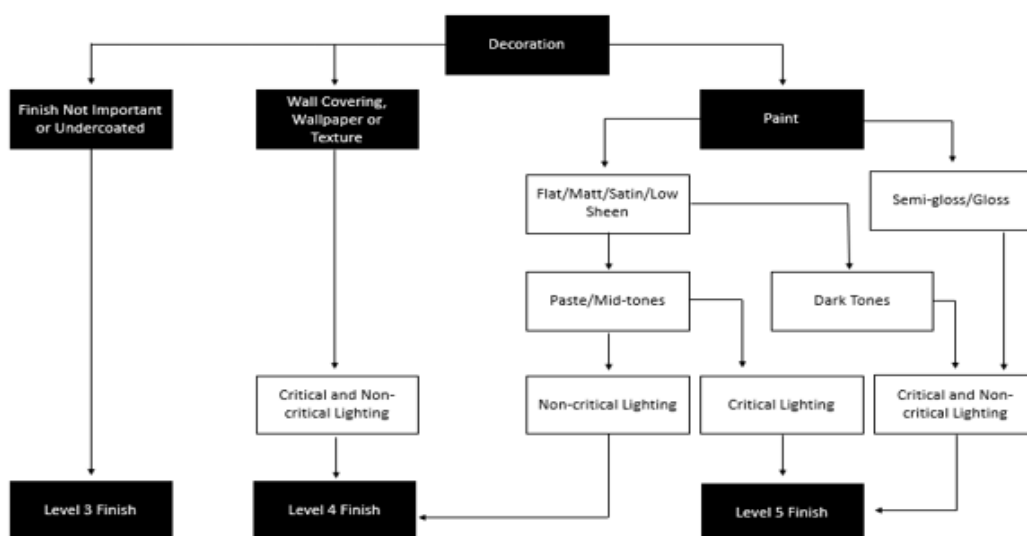 Decoration
Finish Not Important
or Undercoated
Wall Covering,
Wallpaper or
Texture
Paint
Flat/Matt/Satin/Low
Sheen
Semi-gloss/Gloss
Paste/Mid-tones
Dark Tones
Critical and Non-
critical Lighting
Non-critical Lighting
Critical Lighting
Critical and Non-
critical Lighting
Level 3 Finish
Level 4 Finish
Level 5 Finish